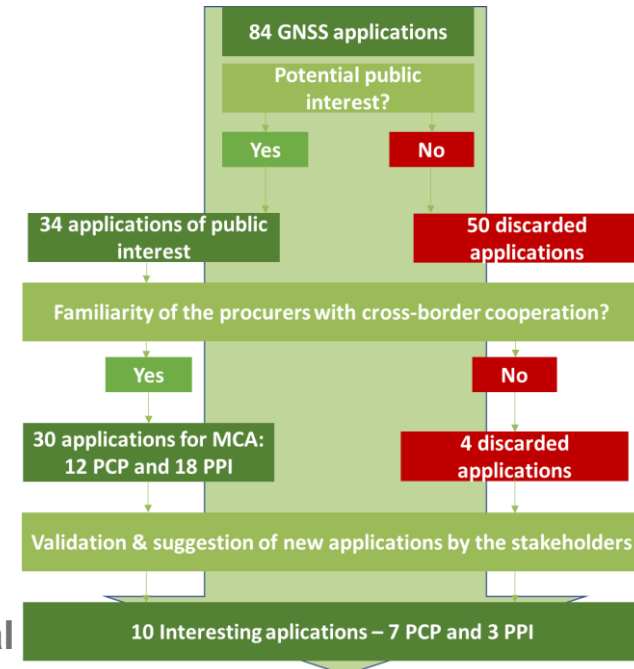 84 GNSS applications
Potential public
interest?
Yes
No
34 applications of public
interest
50 discarded
applications
Familiarity of the procurers with cross-border cooperation?
Yes
No
30 applications for MCA:
12 PCP and 18 PPI
4 discarded
applications
Validation & suggestion of new applications by the stakeholders
al
10 Interesting aplications – 7 PCP and 3 PPI